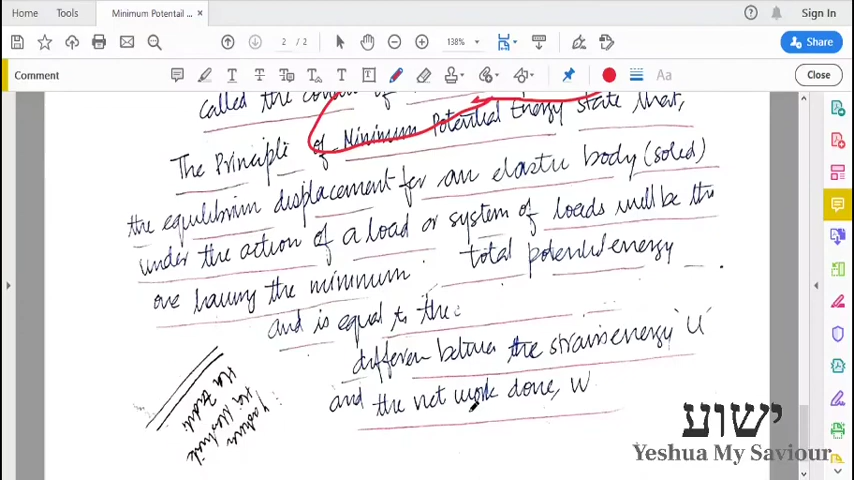 Home Tools Minimum Potentail ... × Sign In
2 / 2 138% Share
Comment Close
called the of
The Principle of Minimum Potential Energy state that,
the equilibrium displacement for an elastic body (solid)
under the action of a load or system of loads will be the
one having the minimum total potential energy
and is equal to the
differen between the strain energy 'U'
and the net work done, W
ישוע
Yeshua My Saviour